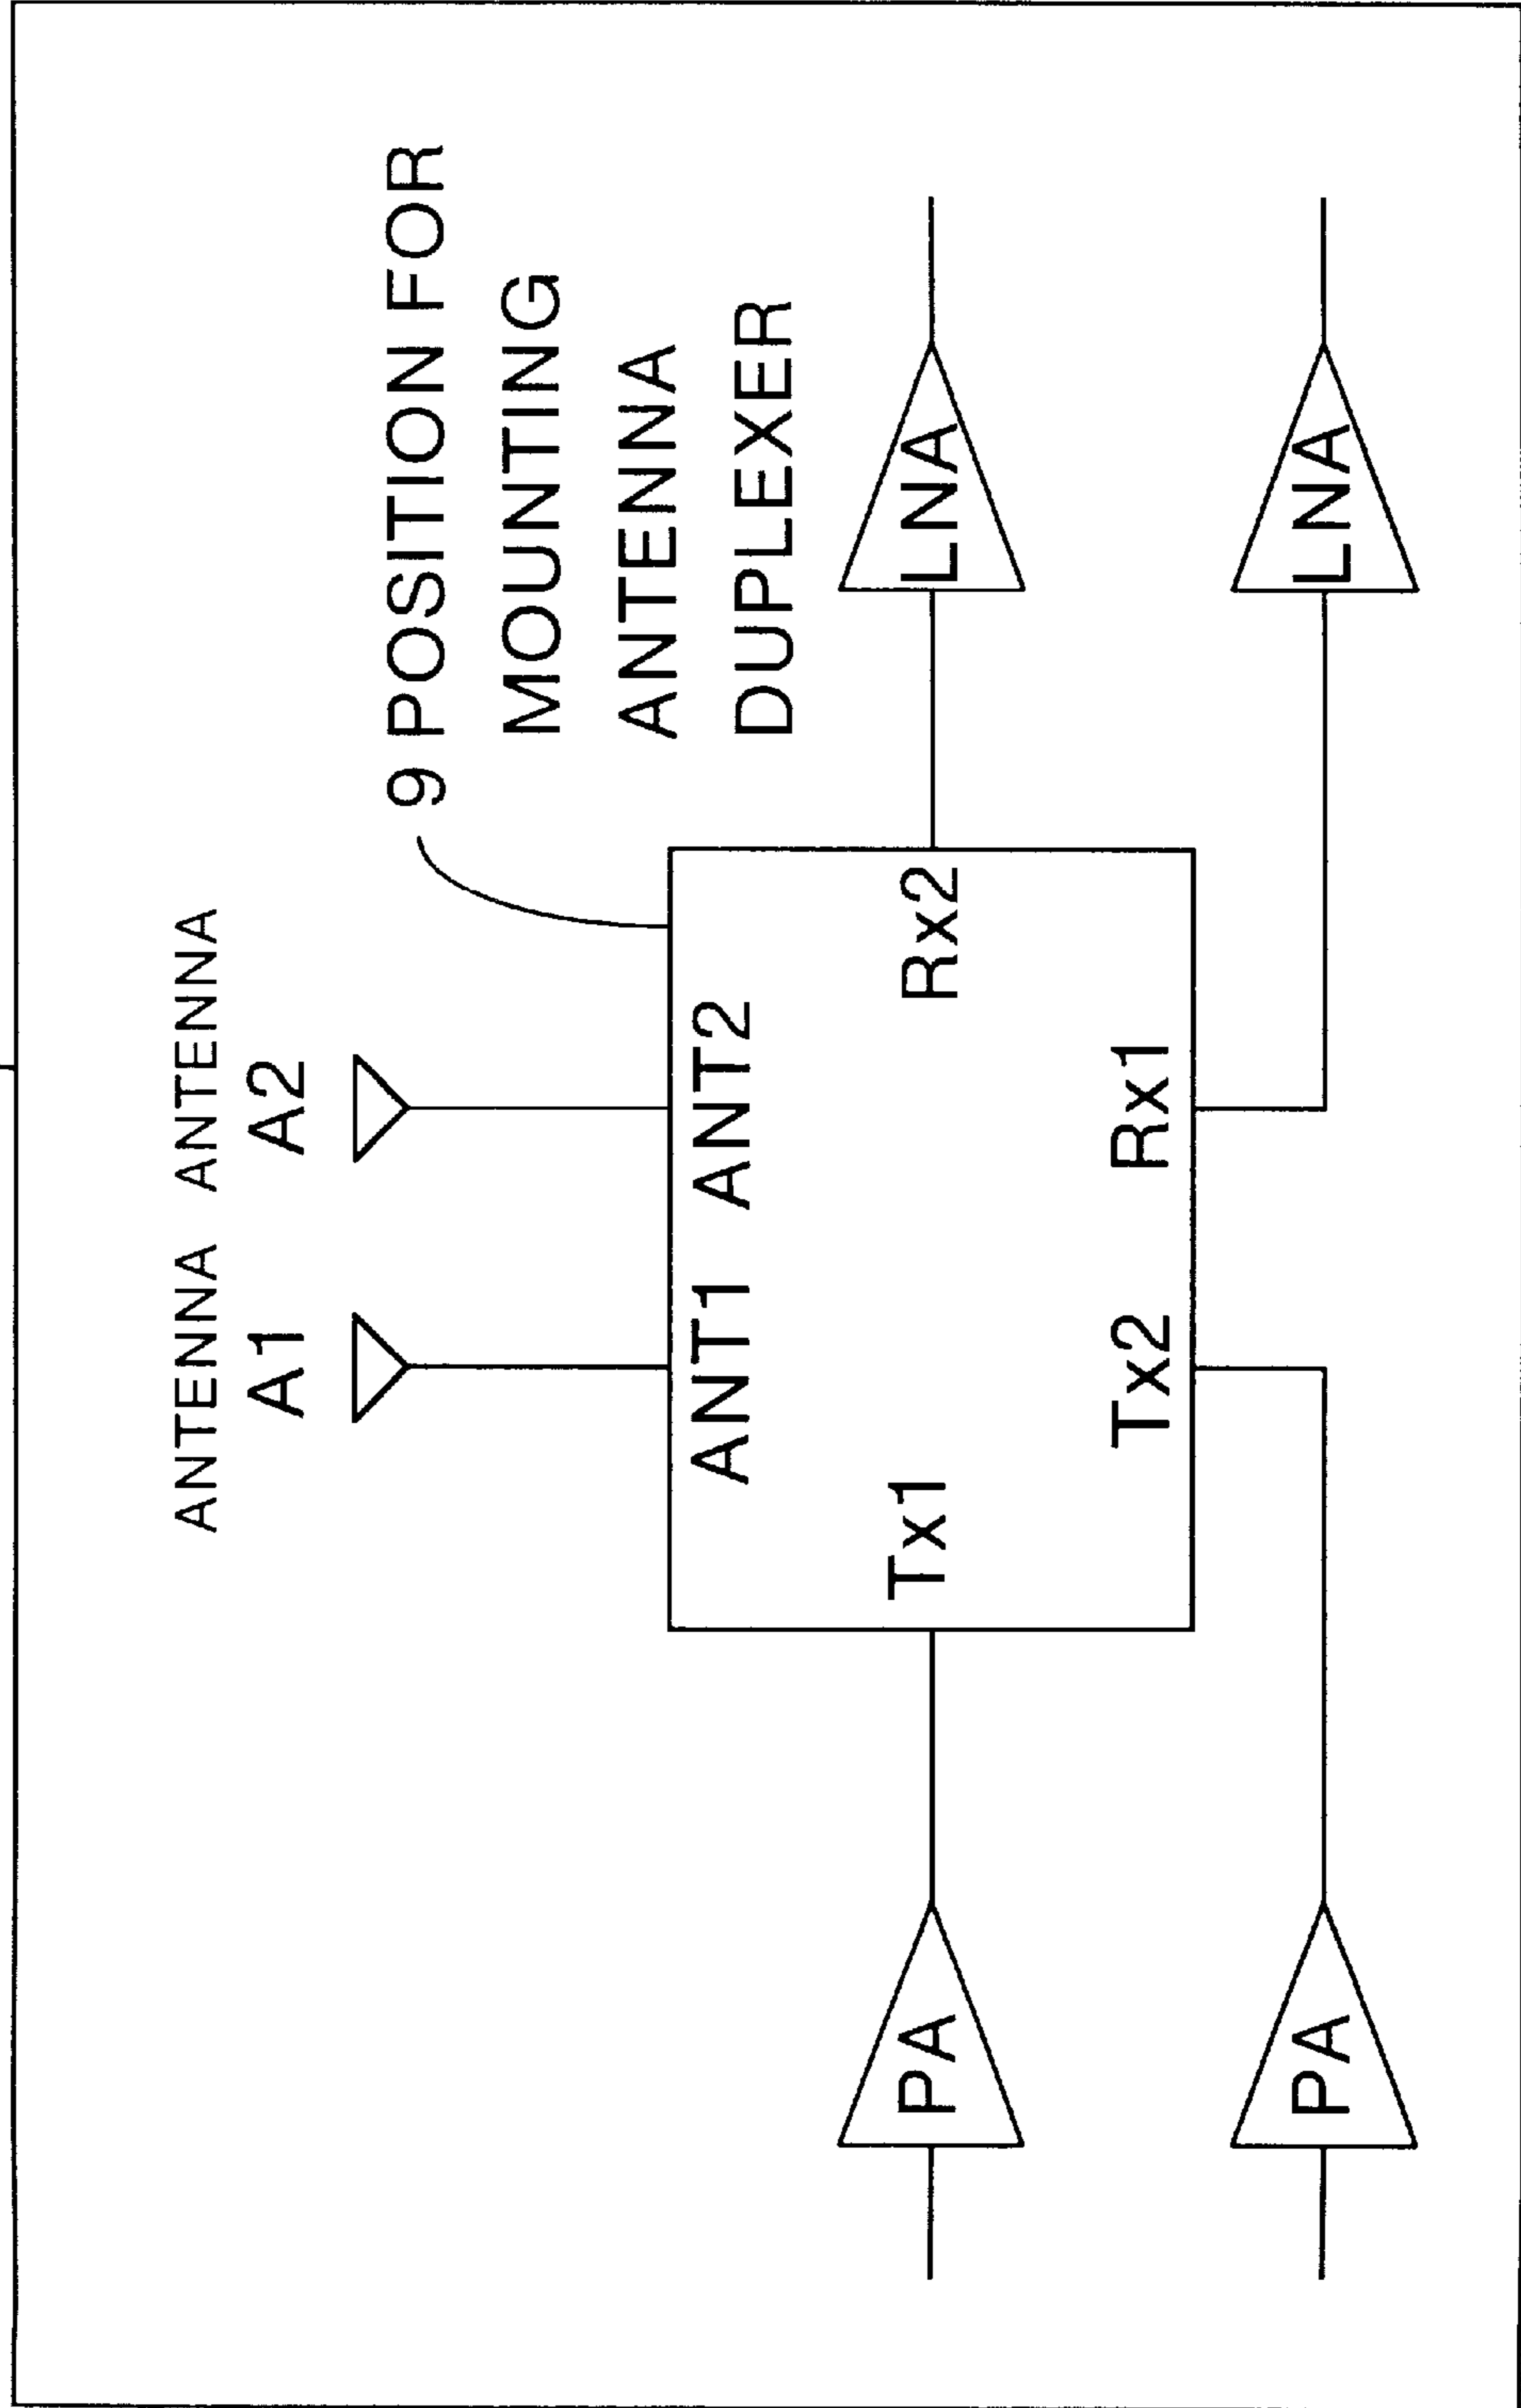 ANTENNA ANTENNA
A1 A2
9 POSITION FOR
MOUNTING
ANTENNA
DUPLEXER
ANT1 ANT2
Tx1 Rx2
Tx2 Rx1
PA LNA
PA LNA